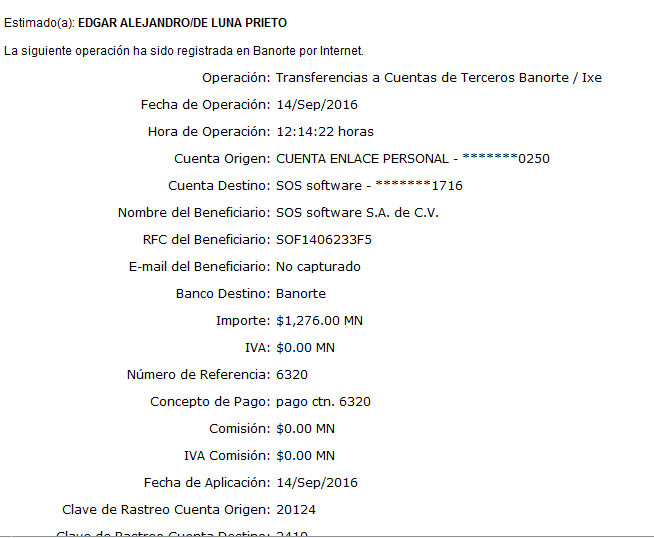 Estimado(a): EDGAR ALEJANDRO/DE LUNA PRIETO
La siguiente operación ha sido registrada en Banorte por Internet.
Operación: Transferencias a Cuentas de Terceros Banorte / Ixe
Fecha de Operación: 14/Sep/2016
Hora de Operación: 12:14:22 horas
Cuenta Origen: CUENTA ENLACE PERSONAL - *******0250
Cuenta Destino: SOS software - *******1716
Nombre del Beneficiario: SOS software S.A. de C.V.
RFC del Beneficiario: SOF1406233F5
E-mail del Beneficiario: No capturado
Banco Destino: Banorte
Importe: $1,276.00 MN
IVA: $0.00 MN
Número de Referencia: 6320
Concepto de Pago: pago ctn. 6320
Comisión: $0.00 MN
IVA Comisión: $0.00 MN
Fecha de Aplicación: 14/Sep/2016
Clave de Rastreo Cuenta Origen: 20124
Clave de Rastreo Cuenta Destino: 2419